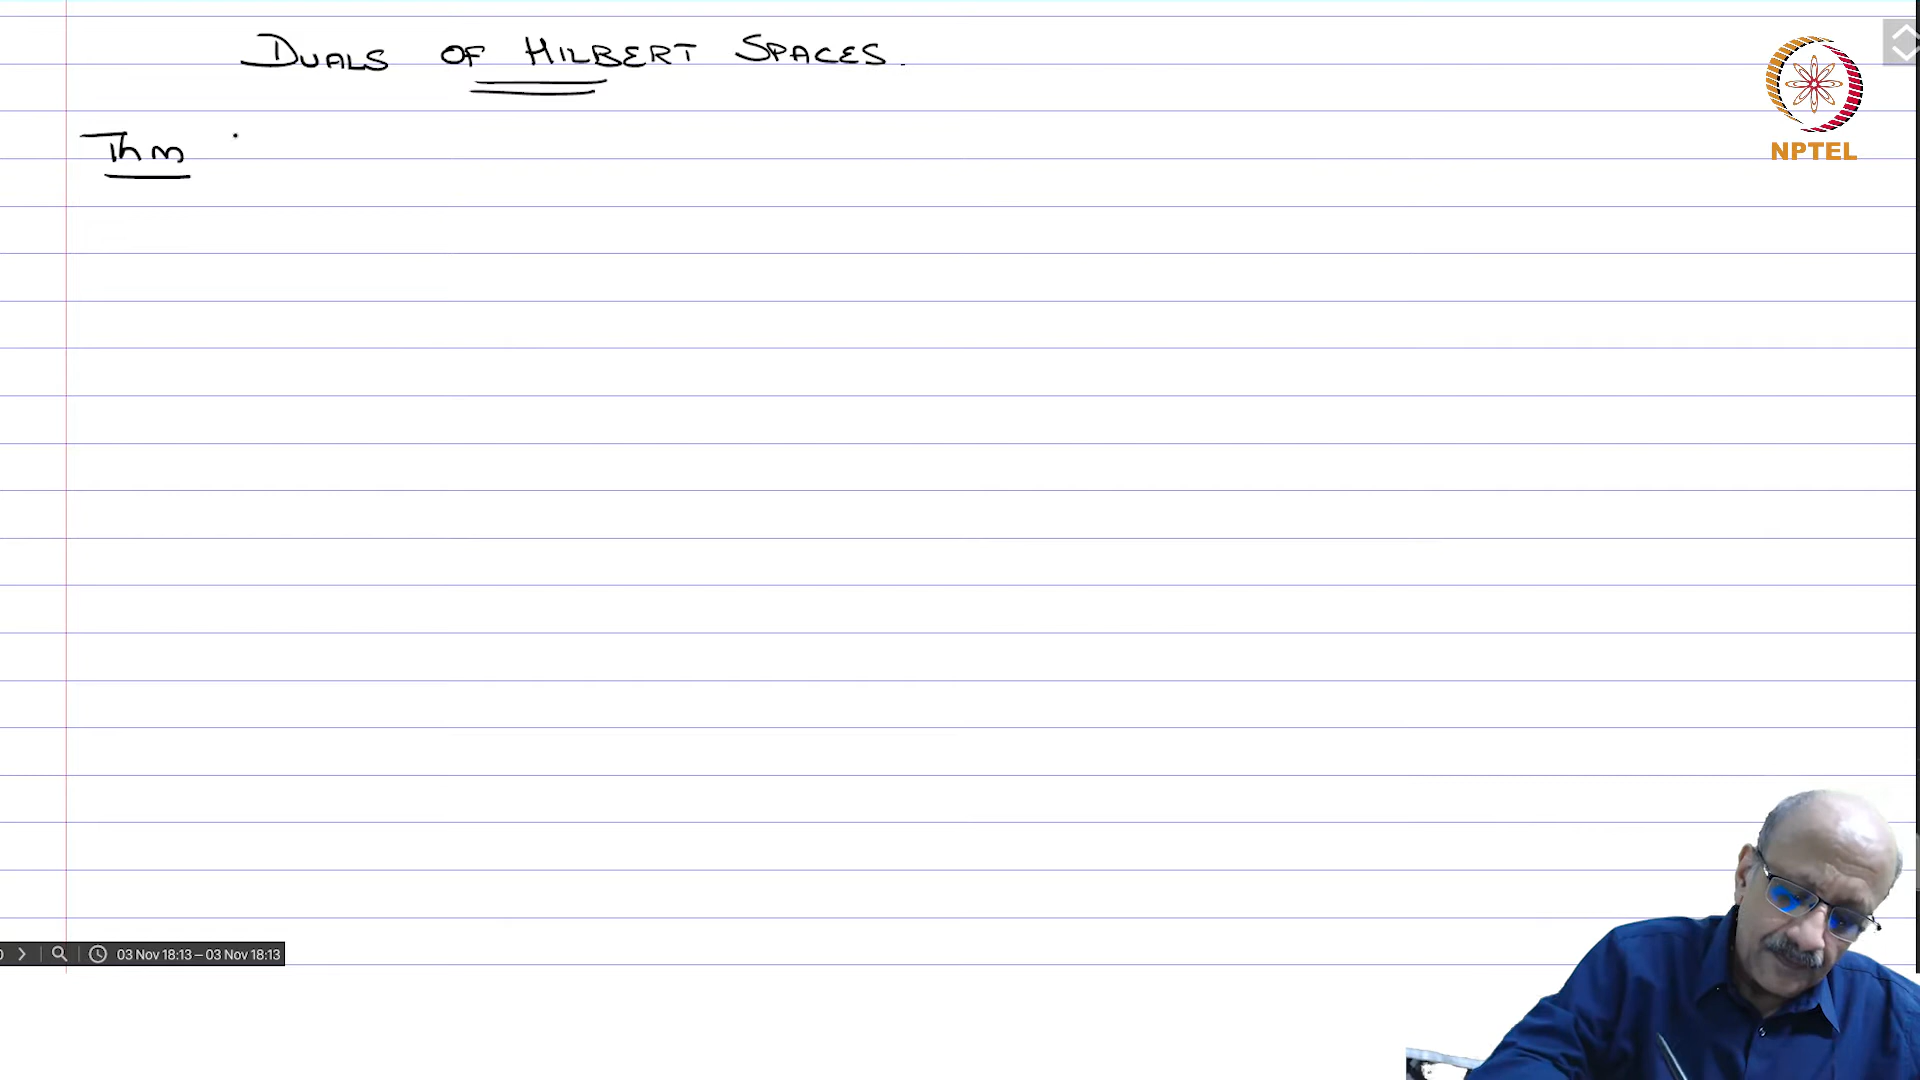 DUALS OF HILBERT SPACES.
Thm
NPTEL
03 Nov 18:13 – 03 Nov 18:13